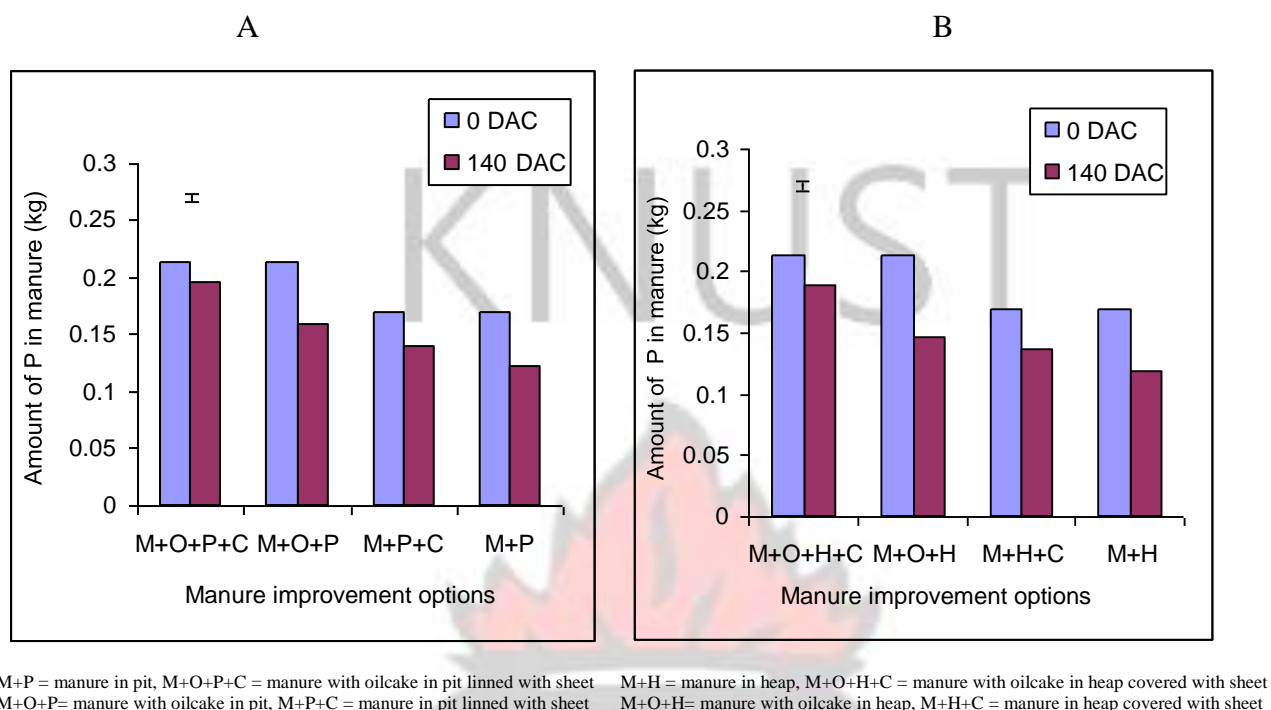 A
0 DAC
140 DAC
0.3
0.25
0.2
0.15
0.1
0.05
0
Amount of P in manure (kg)
M+O+P+C M+O+P M+P+C M+P
Manure improvement options
B
0 DAC
140 DAC
0.3
0.25
0.2
0.15
0.1
0.05
0
Amount of P in manure (kg)
M+O+H+C M+O+H M+H+C M+H
Manure improvement options
KNUST
M+P = manure in pit, M+O+P+C = manure with oilcake in pit linned with sheet
M+O+P= manure with oilcake in pit, M+P+C = manure in pit linned with sheet
M+H = manure in heap, M+O+H+C = manure with oilcake in heap covered with sheet
M+O+H= manure with oilcake in heap, M+H+C = manure in heap covered with sheet